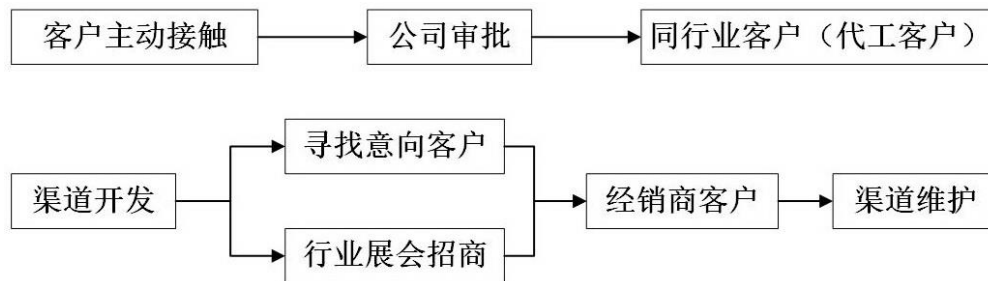 客户主动接触
公司审批
同行业客户（代工客户）
寻找意向客户
渠道开发
经销商客户
渠道维护
行业展会招商